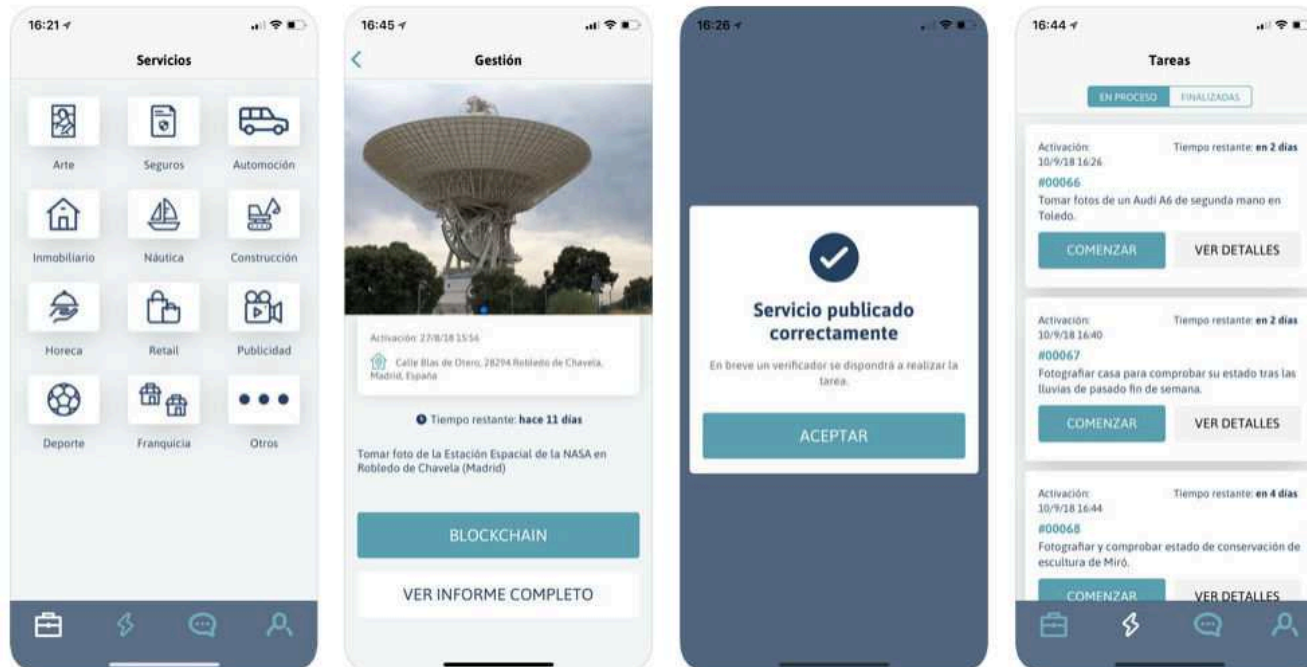 16:21
Servicios
Arte
Seguros
Automoción
Inmobiliario
Náutica
Construcción
Horeca
Retail
Publicidad
Deporte
Franquicia
Otros
16:45
Gestión
Activación: 27/8/18 15:54
Calle Blas de Otero, 28294 Robledo de Chavela,
Madrid, España
Tiempo restante: hace 11 días
Tomar foto de la Estación Espacial de la NASA en
Robledo de Chavela (Madrid)
BLOCKCHAIN
VER INFORME COMPLETO
16:26
Servicio publicado
correctamente
En breve un verificador se dispondrá a realizar la
tarea.
ACEPTAR
16:44
Tareas
EN PROCESO FINALIZADAS
Activación: Tiempo restante: en 2 días
10/9/18 16:26
#00066
Tomar fotos de un Audi A6 de segunda mano en
Toledo.
COMENZAR VER DETALLES
Activación: Tiempo restante: en 2 días
10/9/18 16:40
#00067
Fotografiar casa para comprobar su estado tras las
lluvias de pasado fin de semana.
COMENZAR VER DETALLES
Activación: Tiempo restante: en 4 días
10/9/18 16:44
#00068
Fotografiar y comprobar estado de conservación de
escultura de Miró.
COMENZAR VER DETALLES